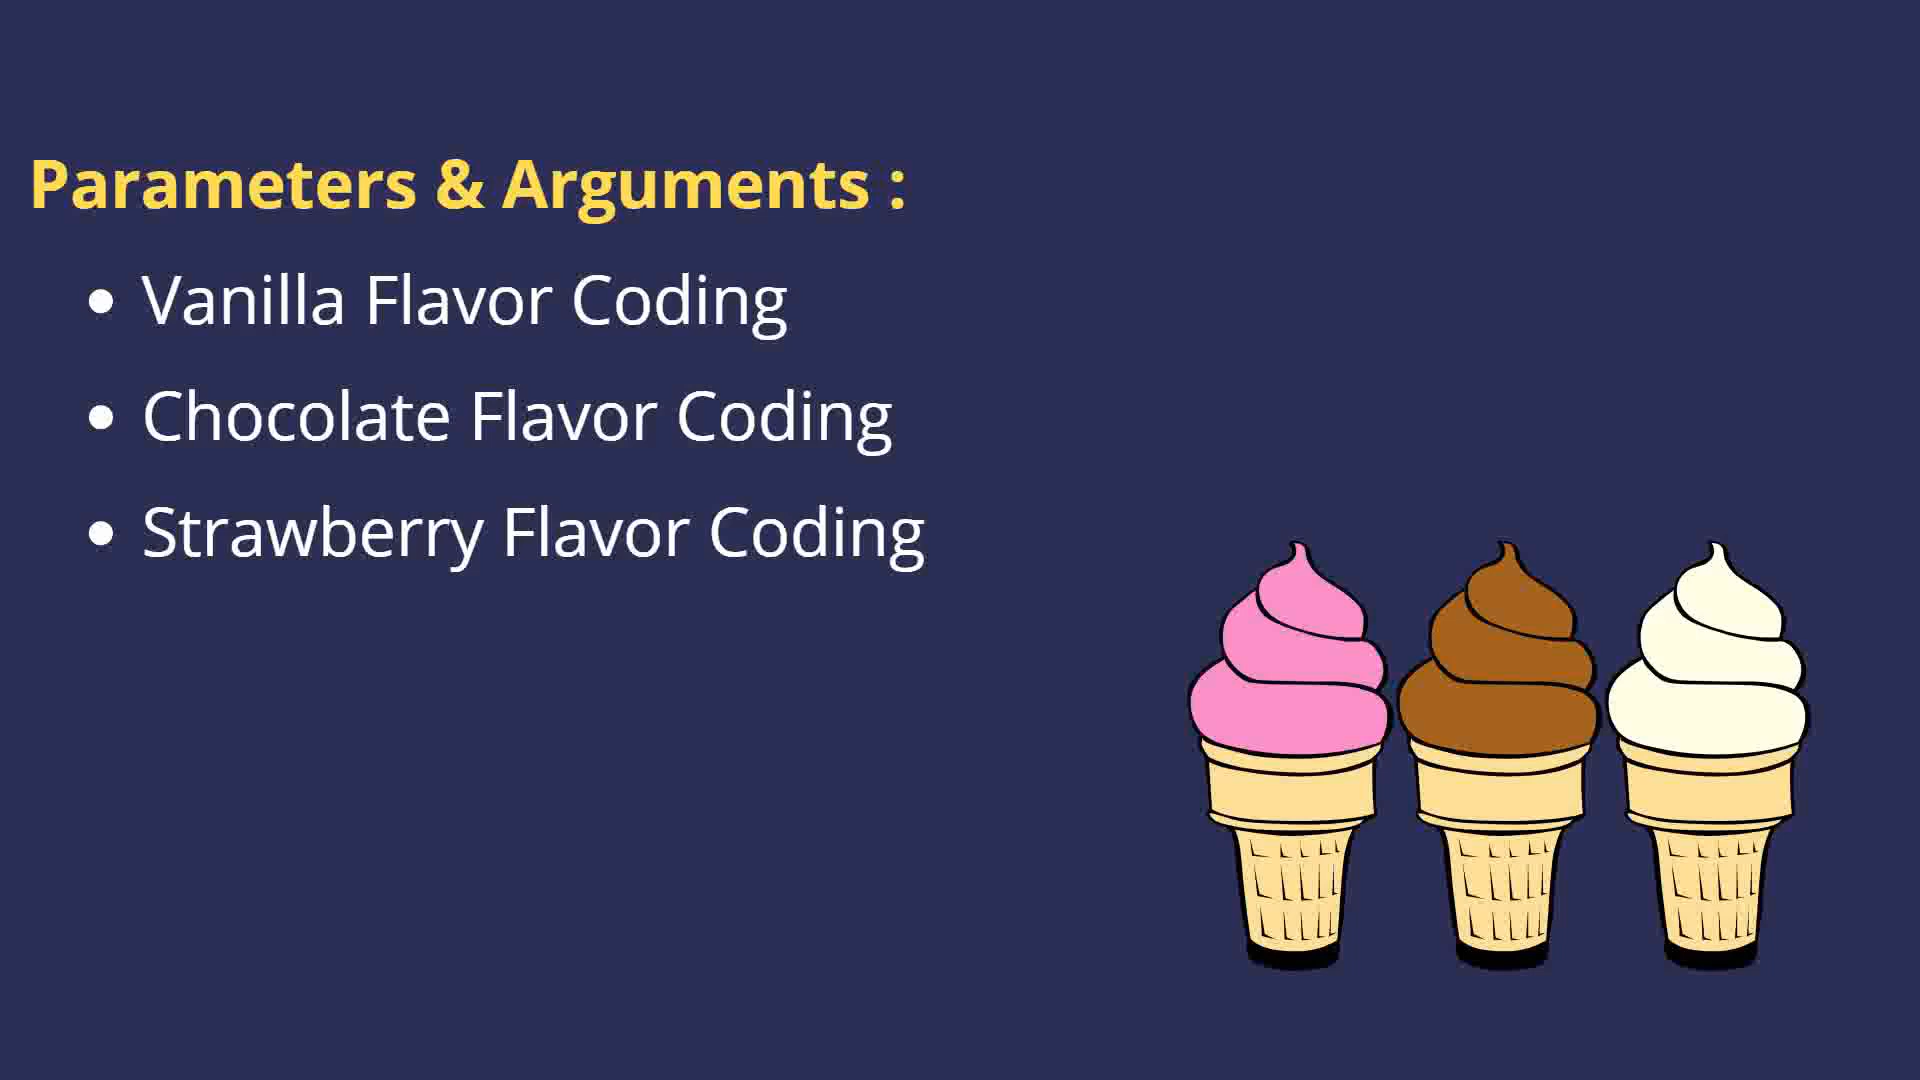 Parameters & Arguments :
• Vanilla Flavor Coding
• Chocolate Flavor Coding
• Strawberry Flavor Coding